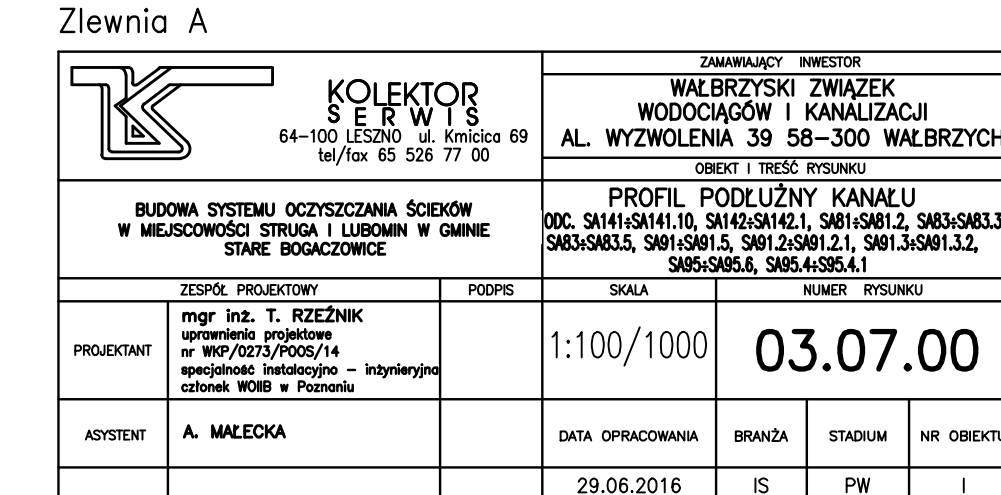 Zlewnia A
KOLEKTOR
SERWIS
64-100 LESZNO ul. Kmicica 69
tel/fax 65 526 77 00
ZAMAWIAJĄCY INWESTOR
WAŁBRZYSKI ZWIĄZEK
WODOCIĄGÓW I KANALIZACJI
AL. WYZWOLENIA 39 58-300 WAŁBRZYCH
OBIEKT I TREŚĆ RYSUNKU
BUDOWA SYSTEMU OCZYSZCZANIA ŚCIEKÓW
W MIEJSCOWOŚCI STRUGA I LUBOMIN W GMINIE
STARE BOGACZOWICE
PROFIL PODŁUŻNY KANAŁU
ODC. SA141÷SA141.10, SA142÷SA142.1, SA81÷SA81.2, SA83÷SA83.3
SA83÷SA83.5, SA91÷SA91.5, SA91.2÷SA91.2.1, SA91.3÷SA91.3.2,
SA95÷SA95.6, SA95.4÷S95.4.1
ZESPÓŁ PROJEKTOWY PODPIS SKALA NUMER RYSUNKU
PROJEKTANT
mgr inż. T. RZEŹNIK
uprawnienia projektowe
nr WKP/0273/POOS/14
specjalność instalacyjno – inżynieryjna
członek WOIIB w Poznaniu
1:100/1000
03.07.00
ASYSTENT A. MAŁECKA DATA OPRACOWANIA BRANŻA STADIUM NR OBIEKTU
29.06.2016 IS PW I